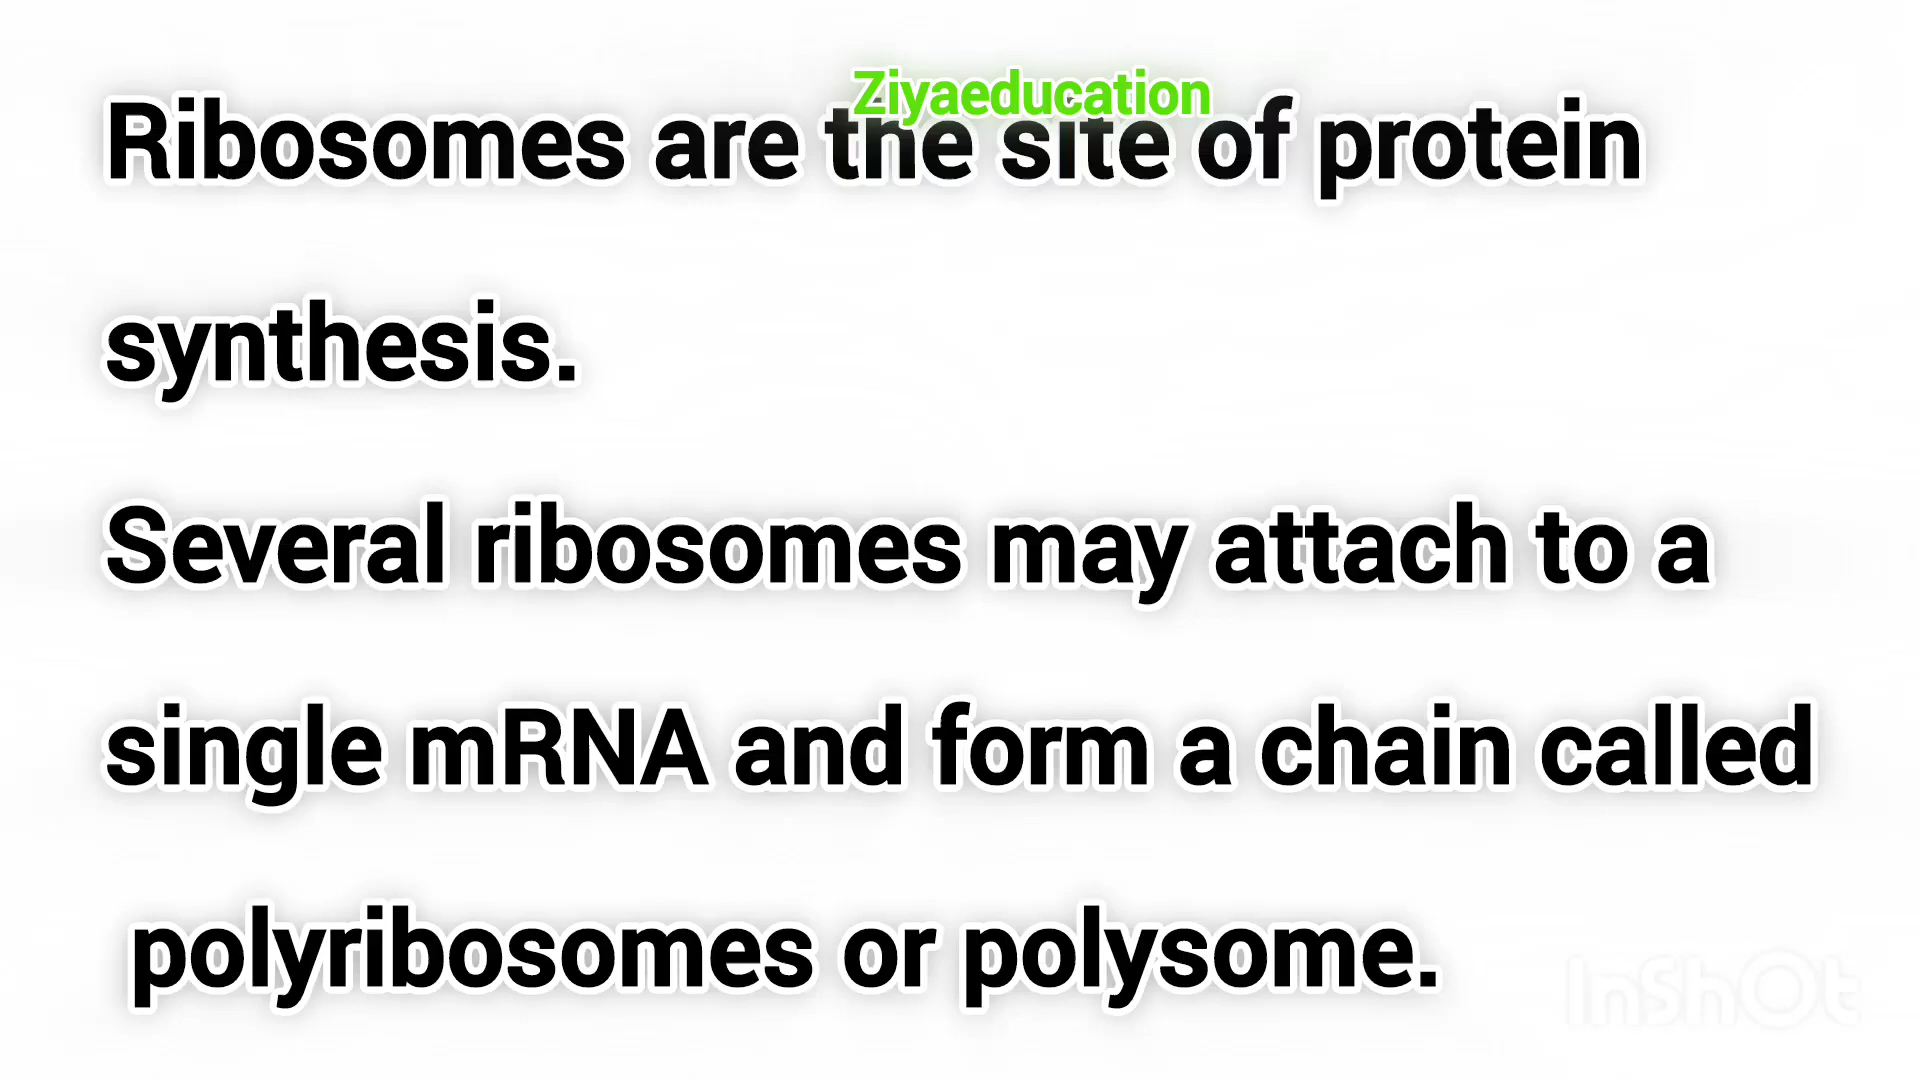 Ziyaeducation
Ribosomes are the site of protein
synthesis.
Several ribosomes may attach to a
single mRNA and form a chain called
polyribosomes or polysome.
InShOt